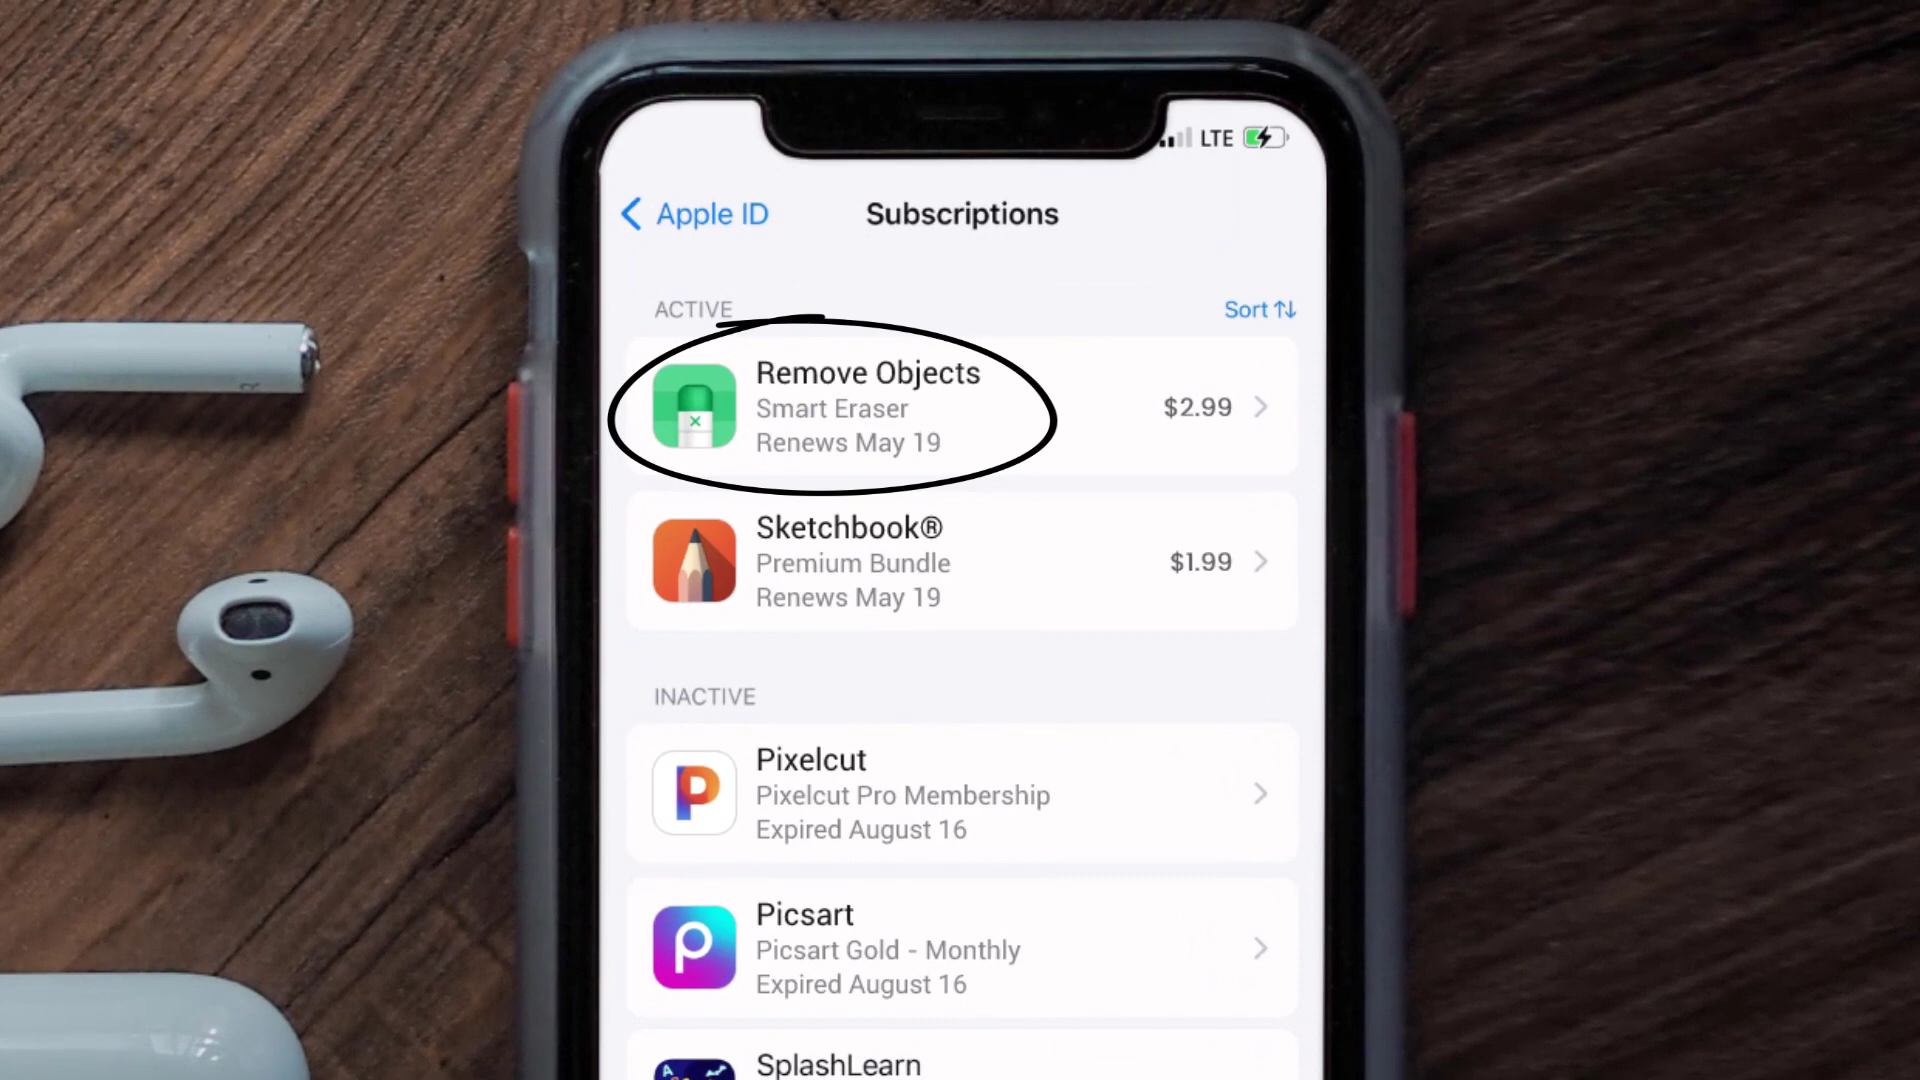 LTE
Apple ID
Subscriptions
ACTIVE
Sort
Remove Objects
Smart Eraser
Renews May 19
$2.99
Sketchbook®
Premium Bundle
Renews May 19
$1.99
INACTIVE
P
Pixelcut
Pixelcut Pro Membership
Expired August 16
P
Picsart
Picsart Gold - Monthly
Expired August 16
A
SplashLearn
R